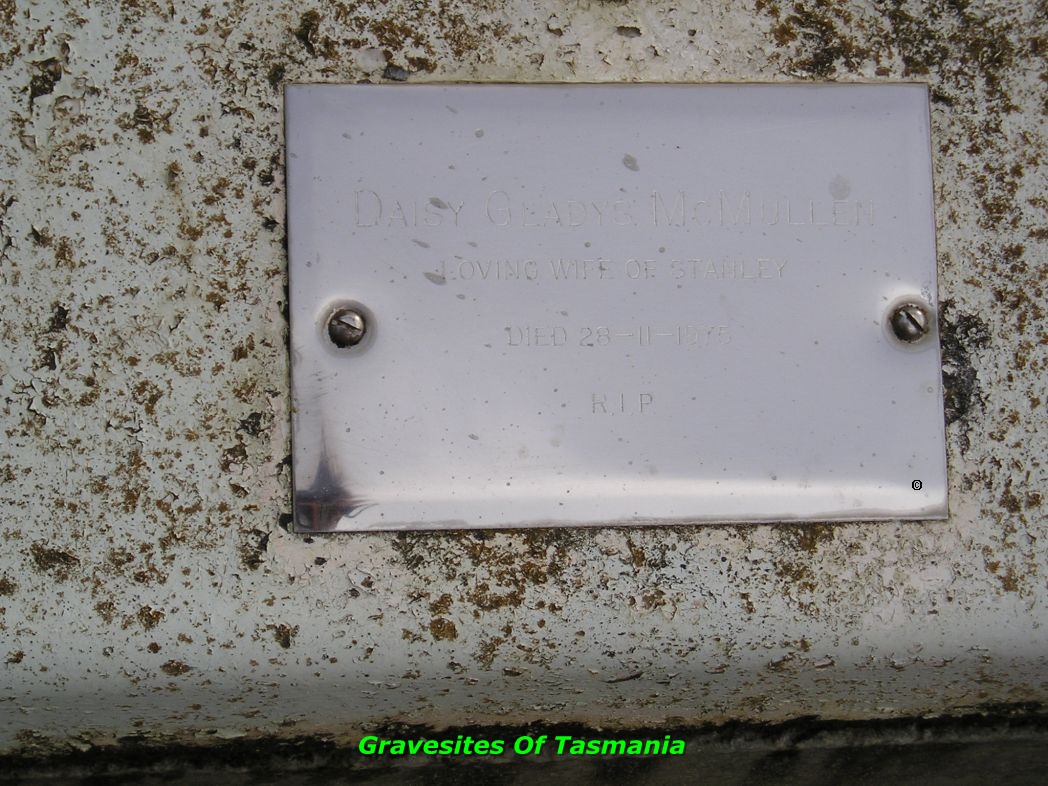 DAISY GLADYS McMULLEN
LOVING WIFE OF STANLEY
DIED 28-11-1975
R.I.P.
©
Gravesites Of Tasmania